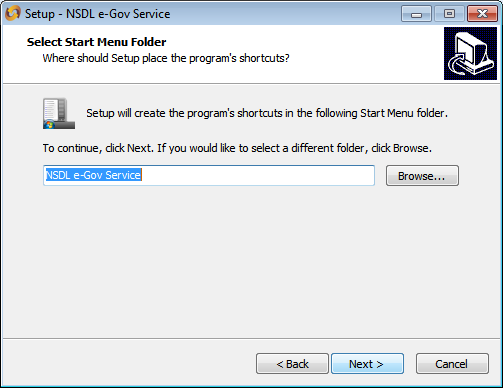 Setup - NSDL e-Gov Service
Select Start Menu Folder
Where should Setup place the program's shortcuts?
Setup will create the program's shortcuts in the following Start Menu folder.
To continue, click Next. If you would like to select a different folder, click Browse.
NSDL e-Gov Service
Browse...
< Back
Next >
Cancel